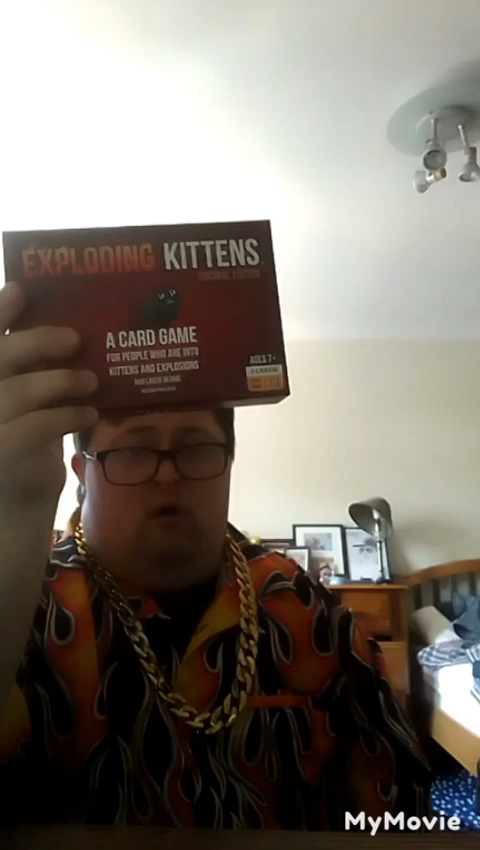 EXPLODING KITTENS
ORIGINAL EDITION
A CARD GAME
FOR PEOPLE WHO ARE INTO
KITTENS AND EXPLOSIONS
AND LASER BEAMS
AGES 7+
MyMovie